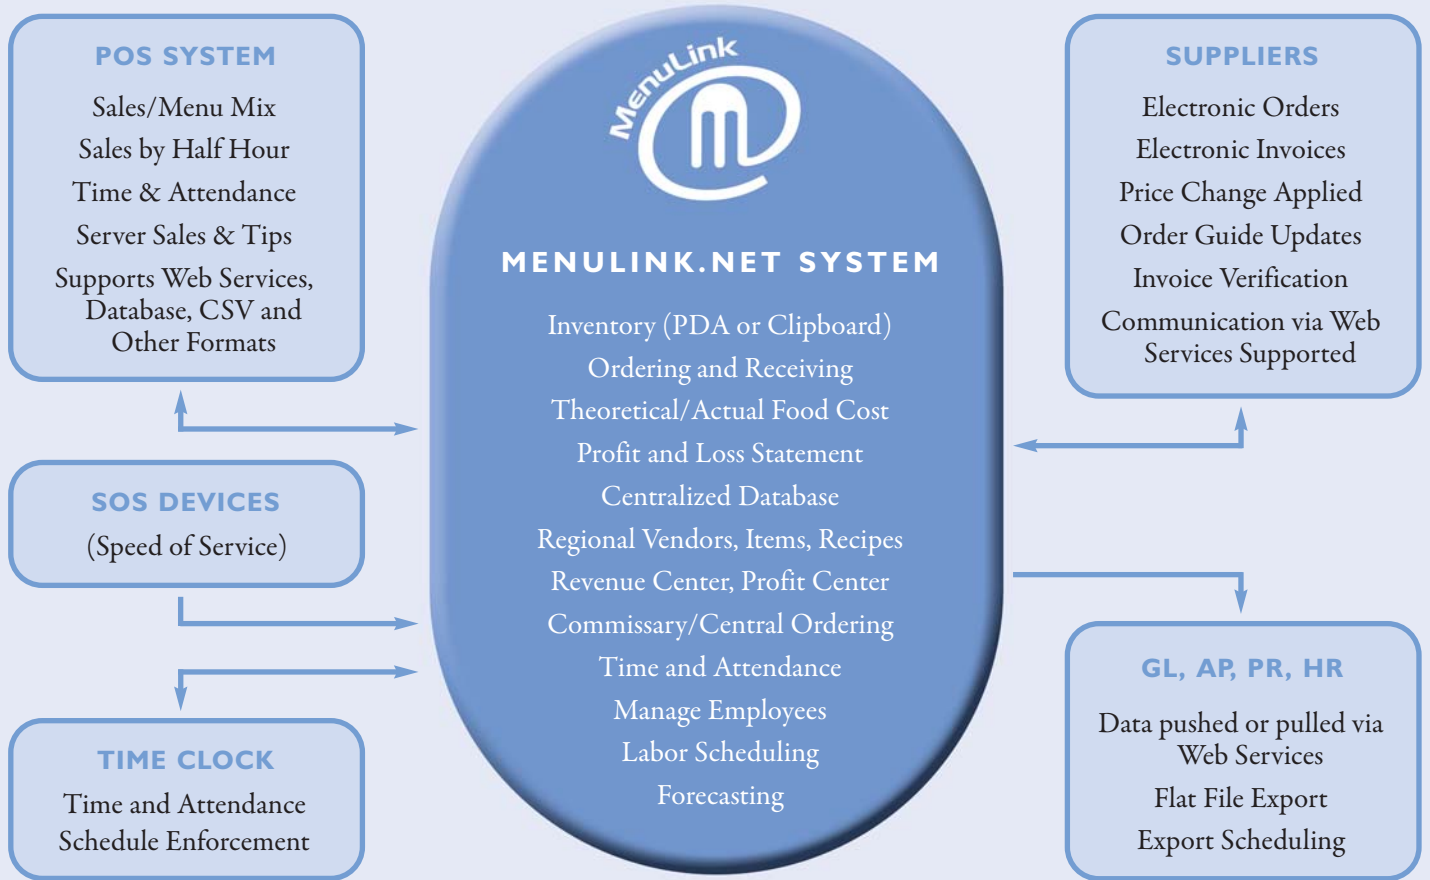 POS SYSTEM
Sales/Menu Mix
Sales by Half Hour
Time & Attendance
Server Sales & Tips
Supports Web Services,
Database, CSV and
Other Formats
SOS DEVICES
(Speed of Service)
TIME CLOCK
Time and Attendance
Schedule Enforcement
MenuLink
m
MENULINK.NET SYSTEM
Inventory (PDA or Clipboard)
Ordering and Receiving
Theoretical/Actual Food Cost
Profit and Loss Statement
Centralized Database
Regional Vendors, Items, Recipes
Revenue Center, Profit Center
Commissary/Central Ordering
Time and Attendance
Manage Employees
Labor Scheduling
Forecasting
SUPPLIERS
Electronic Orders
Electronic Invoices
Price Change Applied
Order Guide Updates
Invoice Verification
Communication via Web
Services Supported
GL, AP, PR, HR
Data pushed or pulled via
Web Services
Flat File Export
Export Scheduling